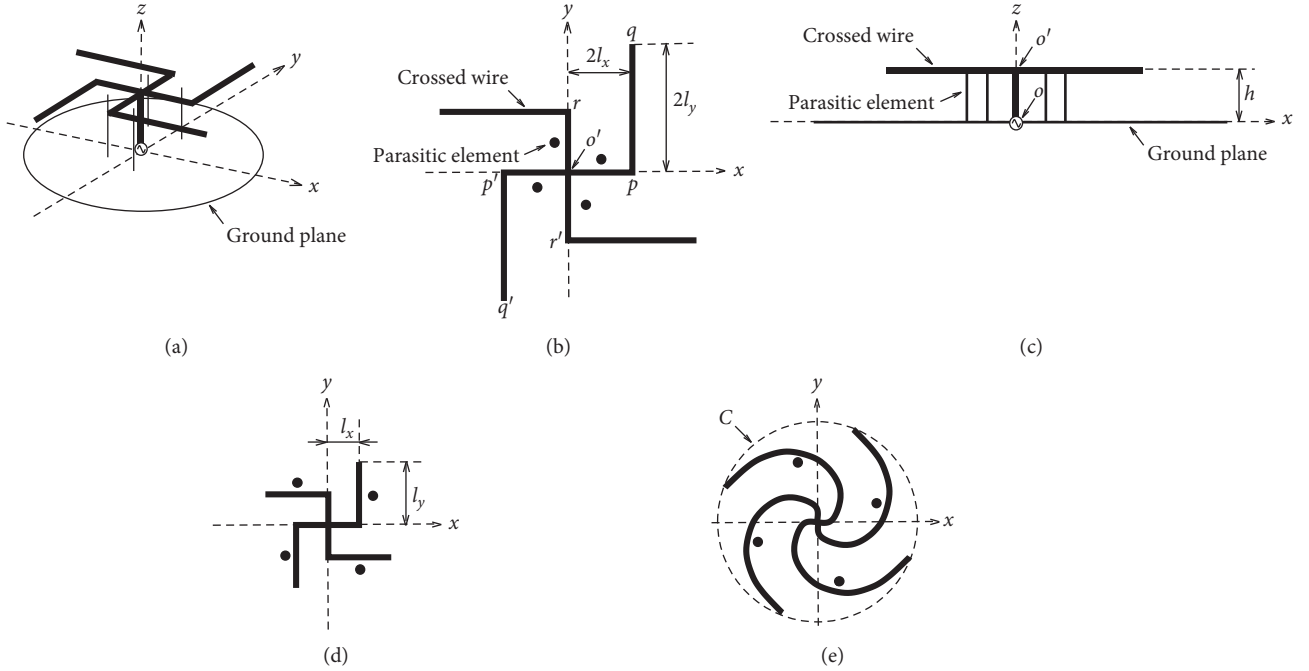 z
y
x
Ground plane
(a)
y
q
2l_x
Crossed wire
r
2l_y
Parasitic element
o′
p′
p
x
r′
q′
(b)
z
Crossed wire
o′
Parasitic element
o
h
x
Ground plane
(c)
y
l_x
l_y
x
(d)
y
C
x
(e)